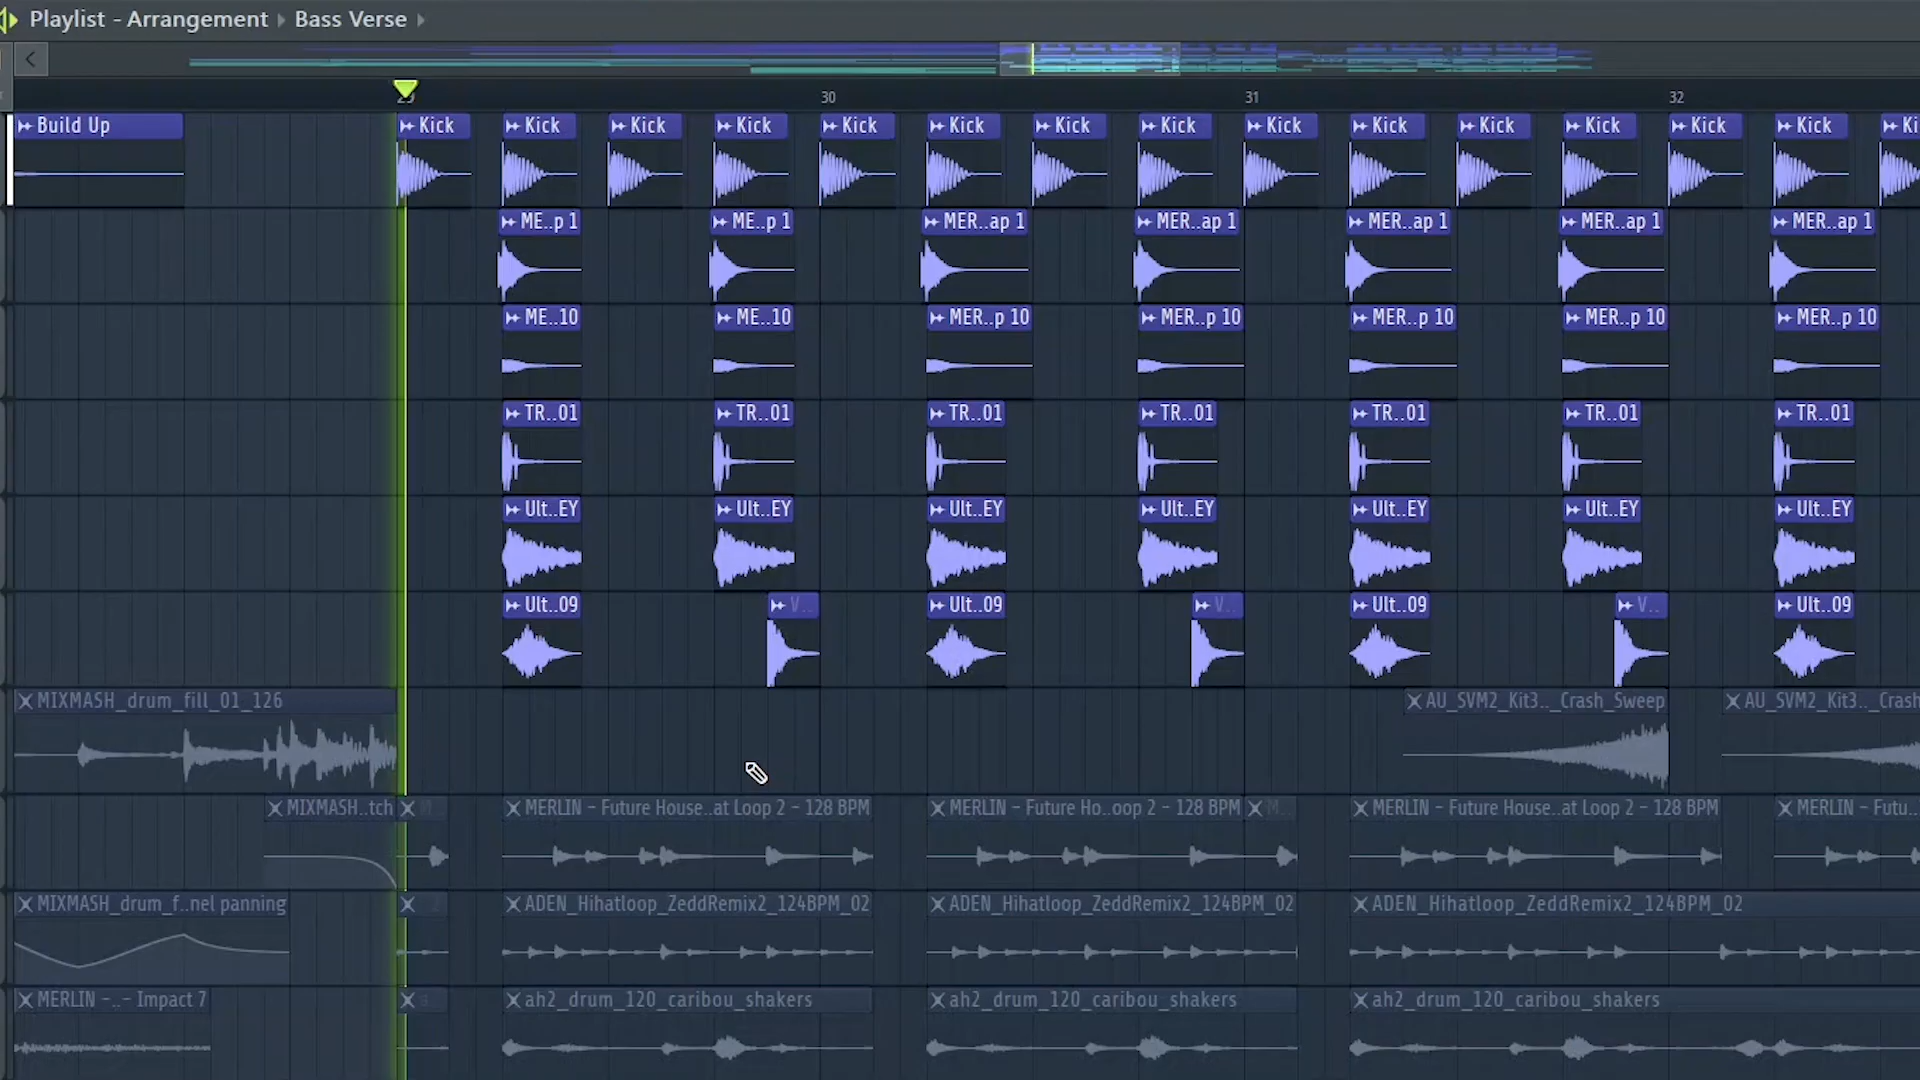 Playlist - Arrangement Bass Verse
29 30 31 32
Build Up Kick Kick Kick Kick Kick Kick Kick Kick Kick Kick Kick Kick Kick Kick Ki
ME..p 1 ME..p 1 MER..ap 1 MER..ap 1 MER..ap 1 MER..ap 1 MER..ap 1
ME..10 ME..10 MER..p 10 MER..p 10 MER..p 10 MER..p 10 MER..p 10
TR..01 TR..01 TR..01 TR..01 TR..01 TR..01 TR..01
Ult..EY Ult..EY Ult..EY Ult..EY Ult..EY Ult..EY Ult..EY
Ult..09 V.. Ult..09 V.. Ult..09 V.. Ult..09
MIXMASH_drum_fill_01_126 AU_SVM2_Kit3.._Crash_Sweep AU_SVM2_Kit3.._Crash
MIXMASH..tch MERLIN - Future House..at Loop 2 - 128 BPM MERLIN - Future Ho..oop 2 - 128 BPM M.. MERLIN - Future House..at Loop 2 - 128 BPM MERLIN - Futu..
MIXMASH_drum_f..nel panning ADEN_Hihatloop_ZeddRemix2_124BPM_02 ADEN_Hihatloop_ZeddRemix2_124BPM_02 ADEN_Hihatloop_ZeddRemix2_124BPM_02
MERLIN -..- Impact 7 ah2_drum_120_caribou_shakers ah2_drum_120_caribou_shakers ah2_drum_120_caribou_shakers